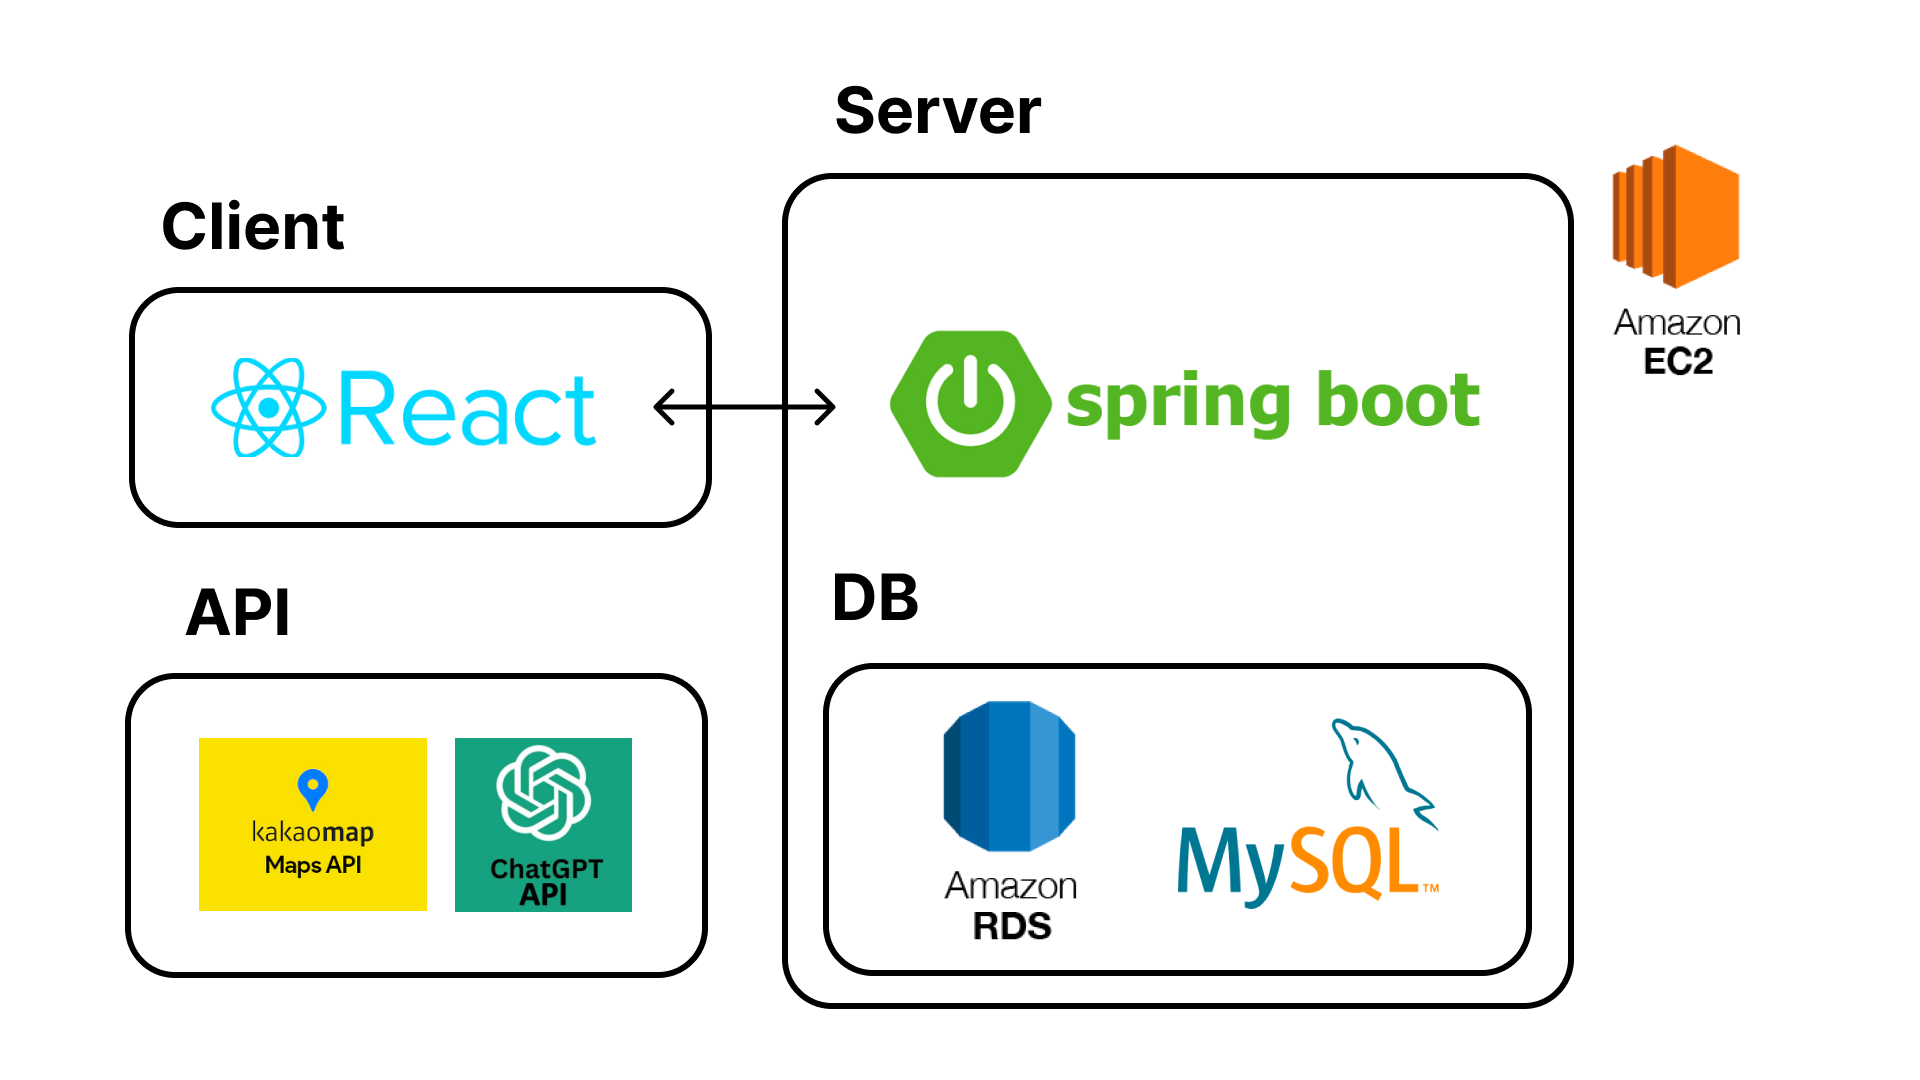 Server
Client
React
spring boot
Amazon
EC2
API
DB
kakaomap
Maps API
ChatGPT
API
Amazon
RDS
MySQL™